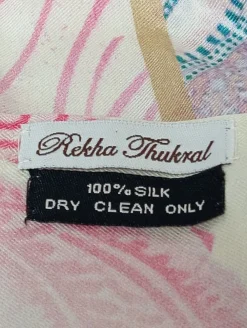 Rekha Thukral
100% SILK
DRY CLEAN ONLY